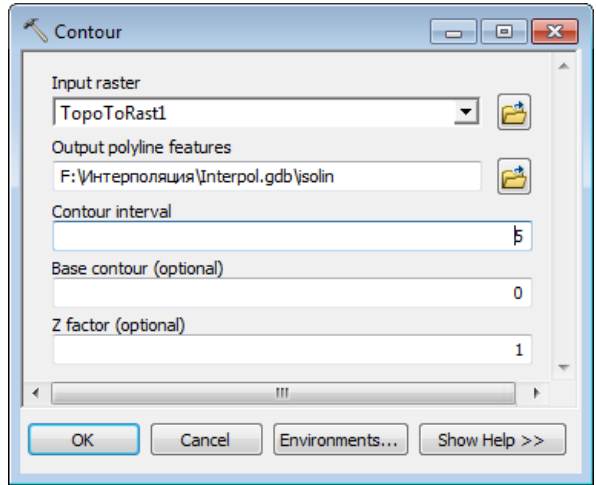 Contour
Input raster
TopoToRast1
Output polyline features
F:\Интерполяция\Interpol.gdb\isolin
Contour interval
5
Base contour (optional)
0
Z factor (optional)
1
OK Cancel Environments... Show Help >>